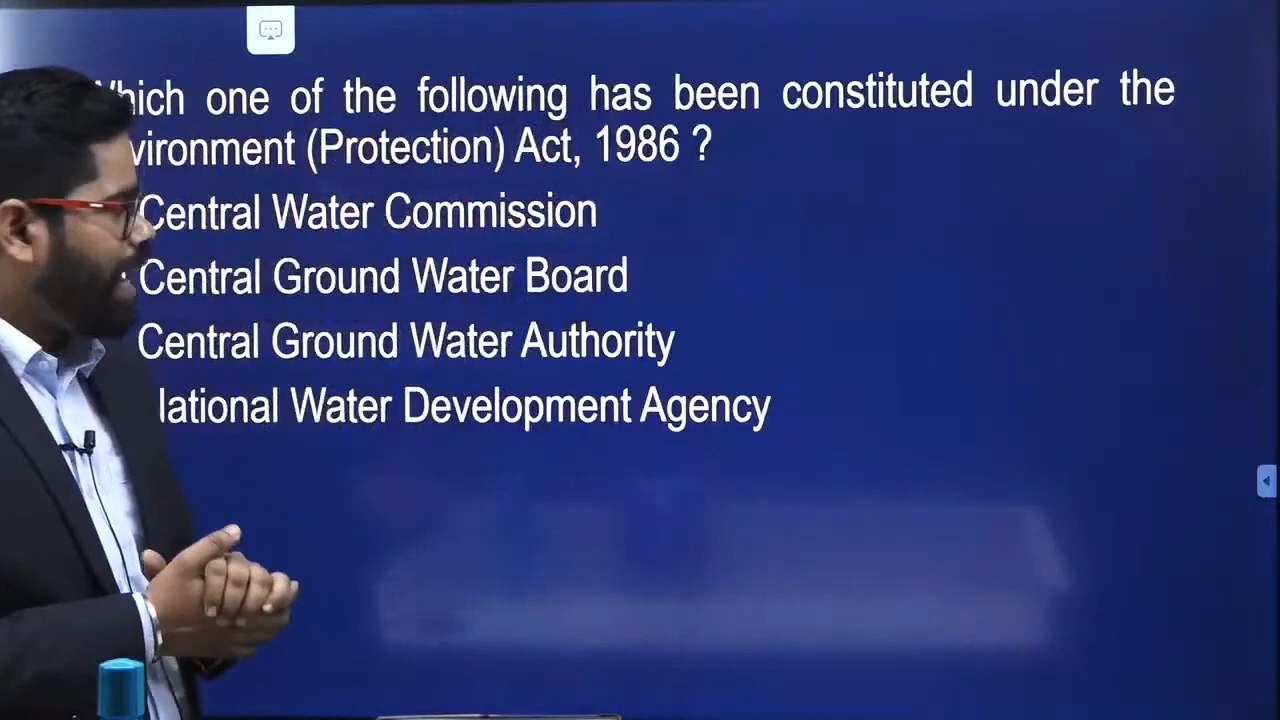 hich one of the following has been constituted under the
vironment (Protection) Act, 1986 ?
Central Water Commission
Central Ground Water Board
Central Ground Water Authority
ational Water Development Agency